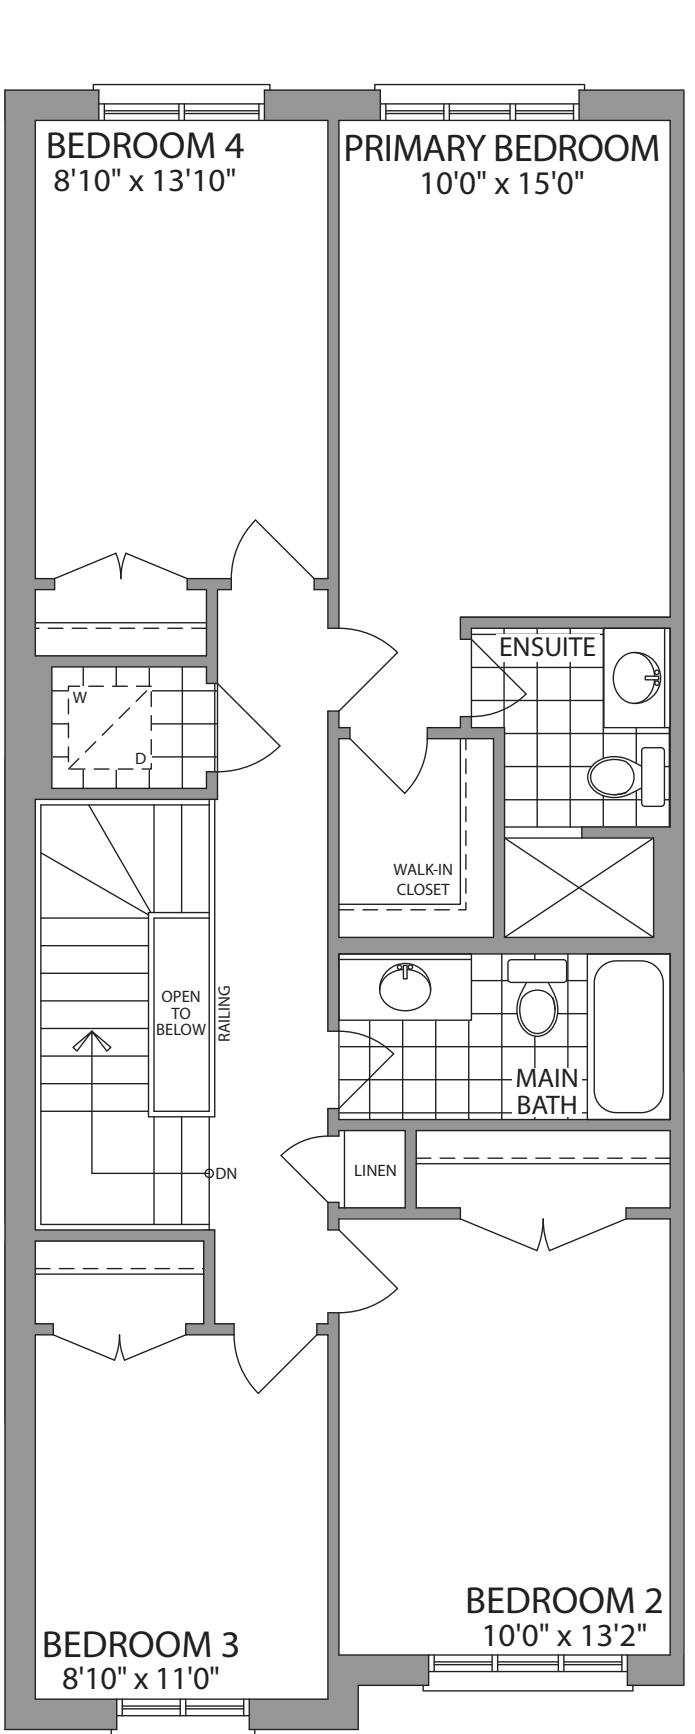 BEDROOM 4
8'10" x 13'10"
PRIMARY BEDROOM
10'0" x 15'0"
ENSUITE
W
D
WALK-IN
CLOSET
OPEN
TO
BELOW
RAILING
MAIN
BATH
LINEN
DN
BEDROOM 2
10'0" x 13'2"
BEDROOM 3
8'10" x 11'0"